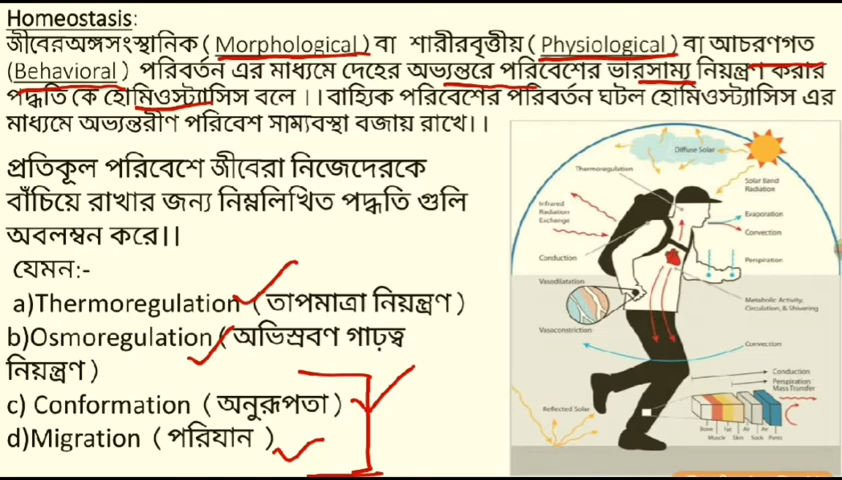 Homeostasis:
জীবেরঅঙ্গসংস্থানিক ( Morphological ) বা শারীরবৃত্তীয় ( Physiological ) বা আচরণগত
(Behavioral ) পরিবর্তন এর মাধ্যমে দেহের অভ্যন্তরে পরিবেশের ভারসাম্য নিয়ন্ত্রণ করার
পদ্ধতি কে হোমিওস্ট্যাসিস বলে ।।বাহ্যিক পরিবেশের পরিবর্তন ঘটল হোমিওস্ট্যাসিস এর
মাধ্যমে অভ্যন্তরীণ পরিবেশ সাম্যবস্থা বজায় রাখে।।
প্রতিকূল পরিবেশে জীবেরা নিজেদেরকে
বাঁচিয়ে রাখার জন্য নিম্নলিখিত পদ্ধতি গুলি
অবলম্বন করে।।
যেমন:-
a)Thermoregulation ( তাপমাত্রা নিয়ন্ত্রণ )
b)Osmoregulation ( অভিস্রবণ গাঢ়ত্ব
নিয়ন্ত্রণ )
c) Conformation ( অনুরূপতা )
d)Migration ( পরিযান )
Diffuse Solar
Thermoregulation
Solar Band
Radiation
Infrared
Radiation
Exchange
Evaporation
Convection
Conduction
Perspiration
Vasodilatation
Metabolic Activity,
Circulation, & Shivering
Vasoconstriction
Convection
Conduction
Perspiration
Mass Transfer
Reflected Solar
Bone Fat Air Air
Muscle Skin Sock Pants